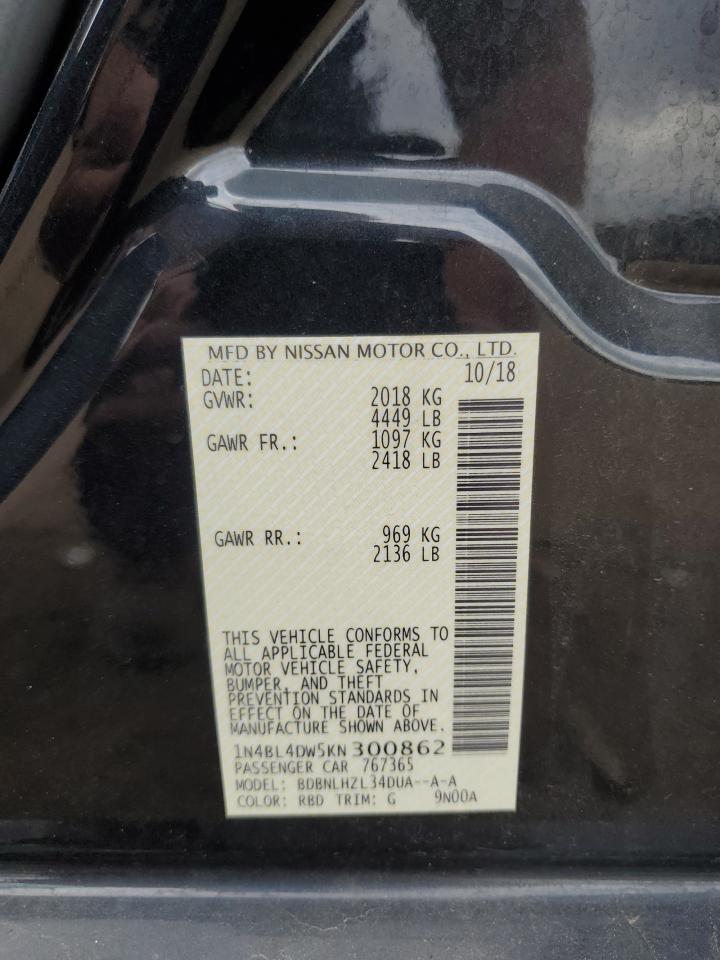 MFD BY NISSAN MOTOR CO., LTD.
DATE: 10/18
GVWR: 2018 KG
4449 LB
GAWR FR.: 1097 KG
2418 LB
GAWR RR.: 969 KG
2136 LB
THIS VEHICLE CONFORMS TO
ALL APPLICABLE FEDERAL
MOTOR VEHICLE SAFETY,
BUMPER, AND THEFT
PREVENTION STANDARDS IN
EFFECT ON THE DATE OF
MANUFACTURE SHOWN ABOVE.
1N4BL4DW5KN300862
PASSENGER CAR 767365
MODEL: BDBNLHZL34DUA--A-A
COLOR: RBD TRIM: G 9N00A